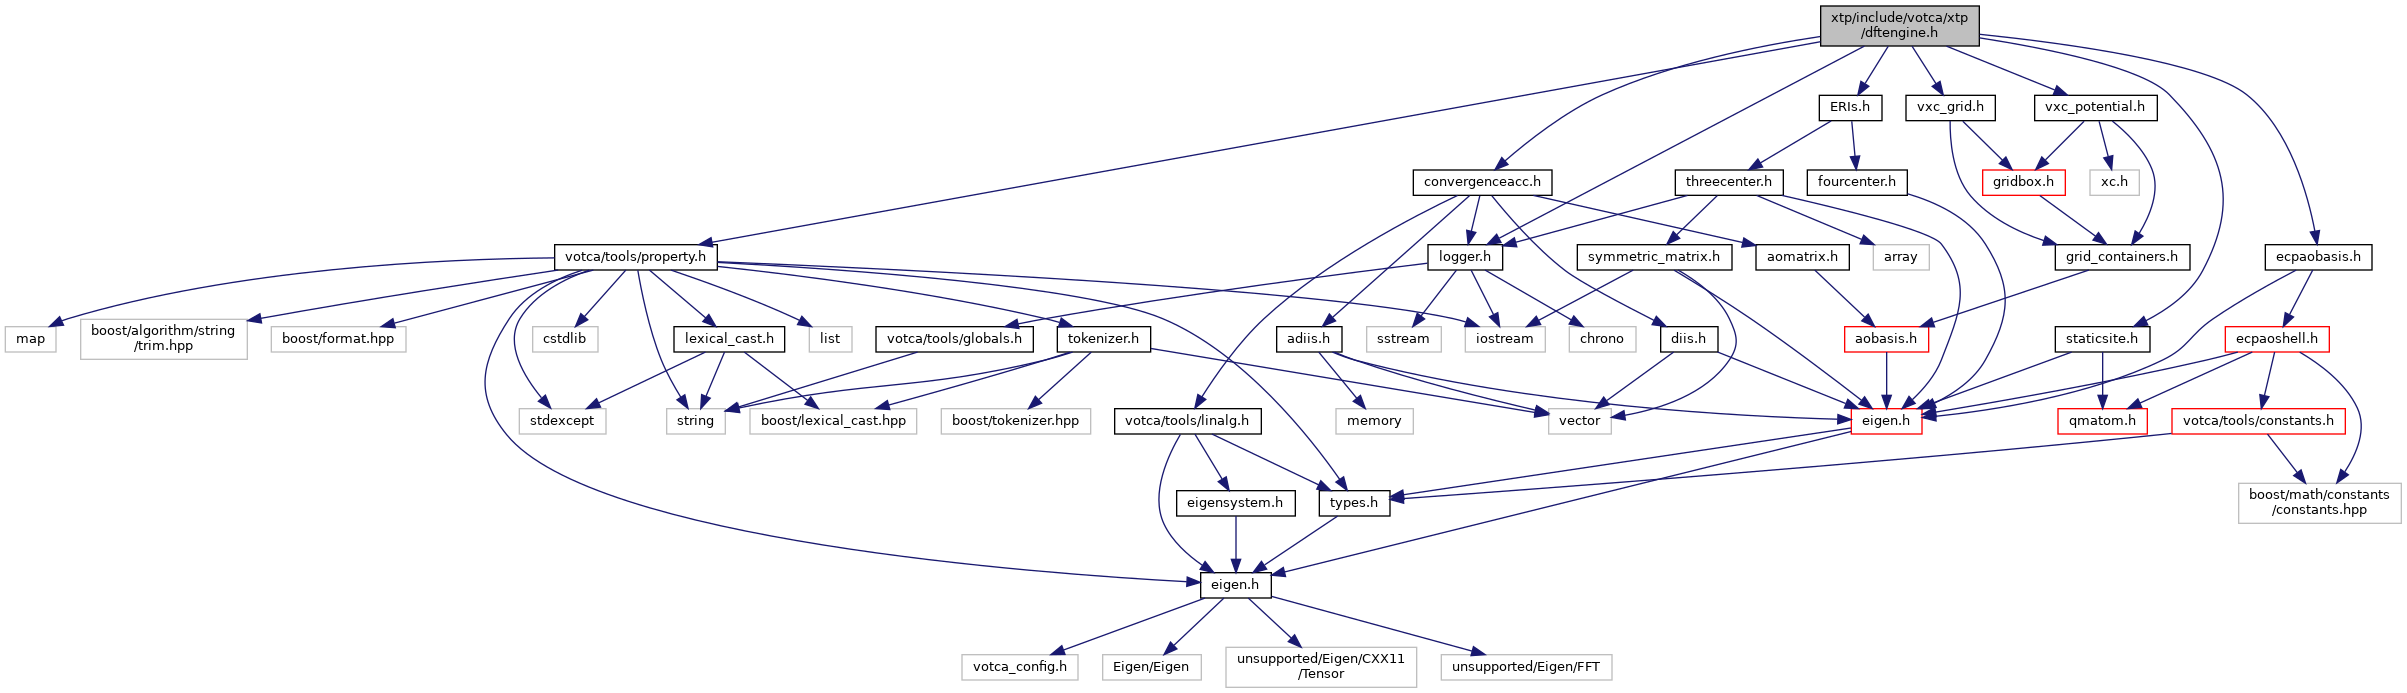 xtp/include/votca/xtp
/dftengine.h
ERIs.h
vxc_grid.h
vxc_potential.h
convergenceacc.h
threecenter.h
fourcenter.h
gridbox.h
xc.h
votca/tools/property.h
logger.h
symmetric_matrix.h
aomatrix.h
array
grid_containers.h
ecpaobasis.h
map
boost/algorithm/string
/trim.hpp
boost/format.hpp
cstdlib
lexical_cast.h
list
votca/tools/globals.h
tokenizer.h
adiis.h
sstream
iostream
chrono
diis.h
aobasis.h
staticsite.h
ecpaoshell.h
stdexcept
string
boost/lexical_cast.hpp
boost/tokenizer.hpp
votca/tools/linalg.h
memory
vector
eigen.h
qmatom.h
votca/tools/constants.h
eigensystem.h
types.h
boost/math/constants
/constants.hpp
eigen.h
votca_config.h
Eigen/Eigen
unsupported/Eigen/CXX11
/Tensor
unsupported/Eigen/FFT